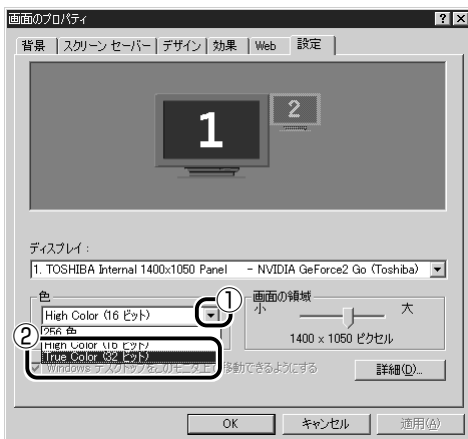 画面のプロパティ
背景 スクリーン セーバー デザイン 効果 Web 設定
1
2
ディスプレイ :
1. TOSHIBA Internal 1400x1050 Panel - NVIDIA GeForce2 Go (Toshiba)
色
High Color (16 ビット)
①
256 色
High Color (16 ビット)
True Color (32 ビット)
②
画面の領域
小 大
1400 x 1050 ピクセル
Windows デスクトップをこのモニタ上で移動できるようにする
詳細(D)...
OK キャンセル 適用(A)